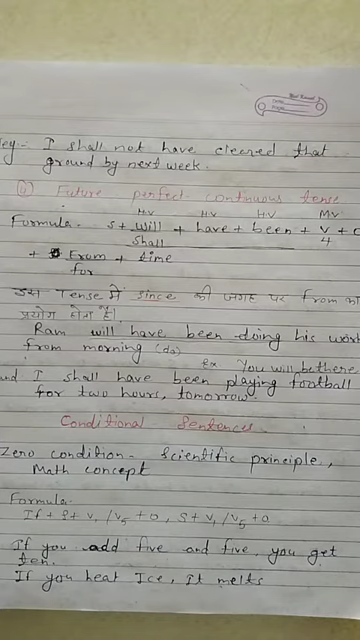 Neg- I shall not have cleared that
ground by next week.
(4) Future perfect continuous tense
HV HV HV MV
Formula- S+ will + have + been + V4 + O
shall
+ From + time
for
इस Tense में since की जगह पर From का
प्रयोग होता है।
Ram will have been doing his work
from morning (do)
Ex You will be there
and I shall have been playing football
for two hours, tomorrow.
Conditional Sentences.
Zero condition- Scientific principle,
Math concept
Formula-
If + S + V1/V5 + O, S + V1/V5 + O
If you add five and five, you get
ten.
If you heat Ice, It melts